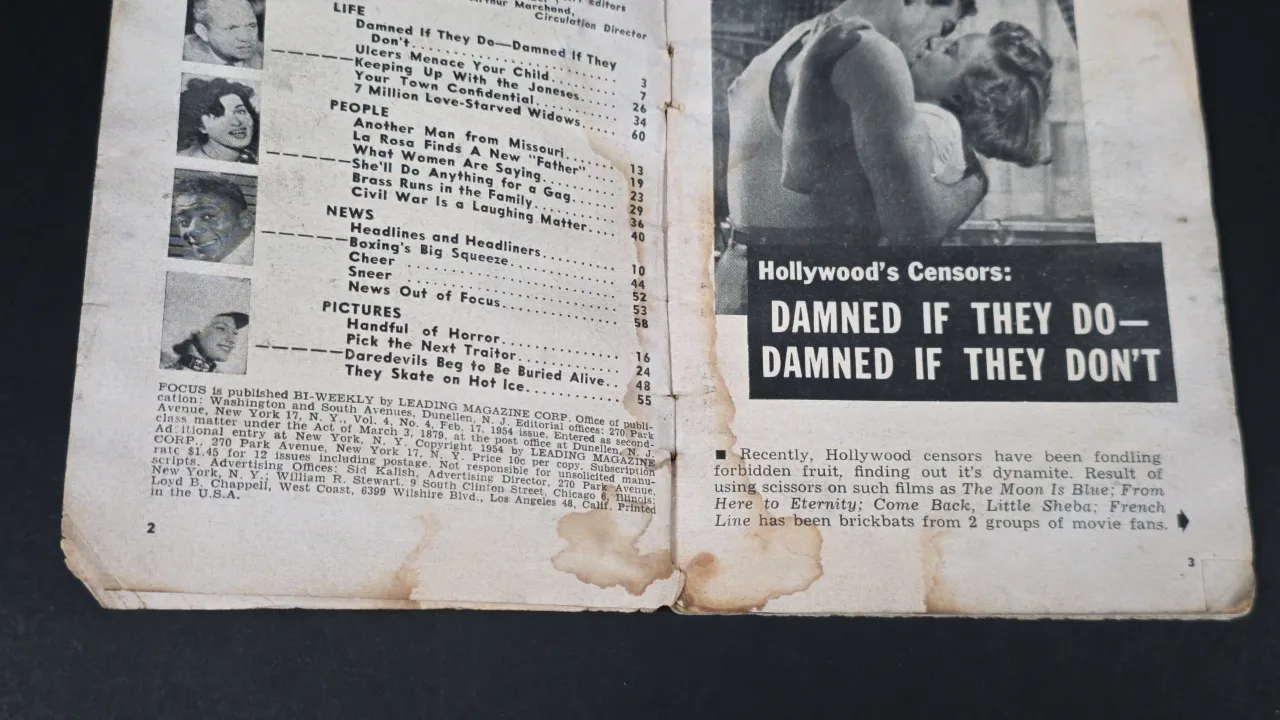 Editors
Arthur Marchand,
Circulation Director
LIFE
Damned If They Do—Damned If They
Don't.................... 3
Ulcers Menace Your Child......... 7
Keeping Up With the Joneses..... 26
Your Town Confidential.......... 34
7 Million Love-Starved Widows..... 60
PEOPLE
Another Man from Missouri....... 13
La Rosa Finds A New "Father"..... 19
What Women Are Saying.......... 23
She'll Do Anything for a Gag...... 29
Brass Runs in the Family......... 36
Civil War Is a Laughing Matter.... 40
NEWS
Headlines and Headliners........ 10
Boxing's Big Squeeze............ 44
Cheer ........................ 52
Sneer ........................ 53
News Out of Focus............. 58
PICTURES
Handful of Horror.............. 16
Pick the Next Traitor........... 24
Daredevils Beg to Be Buried Alive.. 48
They Skate on Hot Ice........... 55
FOCUS is published BI-WEEKLY by LEADING MAGAZINE CORP. Office of publi-
cation: Washington and South Avenues, Dunellen, N. J. Editorial offices: 270 Park
Avenue, New York 17, N. Y., Vol. 4, No. 4, Feb. 17, 1954 issue. Entered as second-
class matter under the Act of March 3, 1879, at the post office at Dunellen, N. J.
Additional entry at New York, N. Y. Copyright 1954 by LEADING MAGAZINE
CORP., 270 Park Avenue, New York 17, N. Y. Price 10c per copy. Subscription
rate $1.45 for 12 issues including postage. Not responsible for unsolicited manu-
scripts. Advertising Offices: Sid Kalish, Advertising Director, 270 Park Avenue,
New York, N. Y.; William R. Stewart, 9 South Clinton Street, Chicago 6, Illinois;
Loyd B. Chappell, West Coast, 6399 Wilshire Blvd., Los Angeles 48, Calif. Printed
in the U.S.A.
2
Hollywood's Censors:
DAMNED IF THEY DO—
DAMNED IF THEY DON'T
■ Recently, Hollywood censors have been fondling
forbidden fruit, finding out it's dynamite. Result of
using scissors on such films as The Moon Is Blue; From
Here to Eternity; Come Back, Little Sheba; French
Line has been brickbats from 2 groups of movie fans.
3